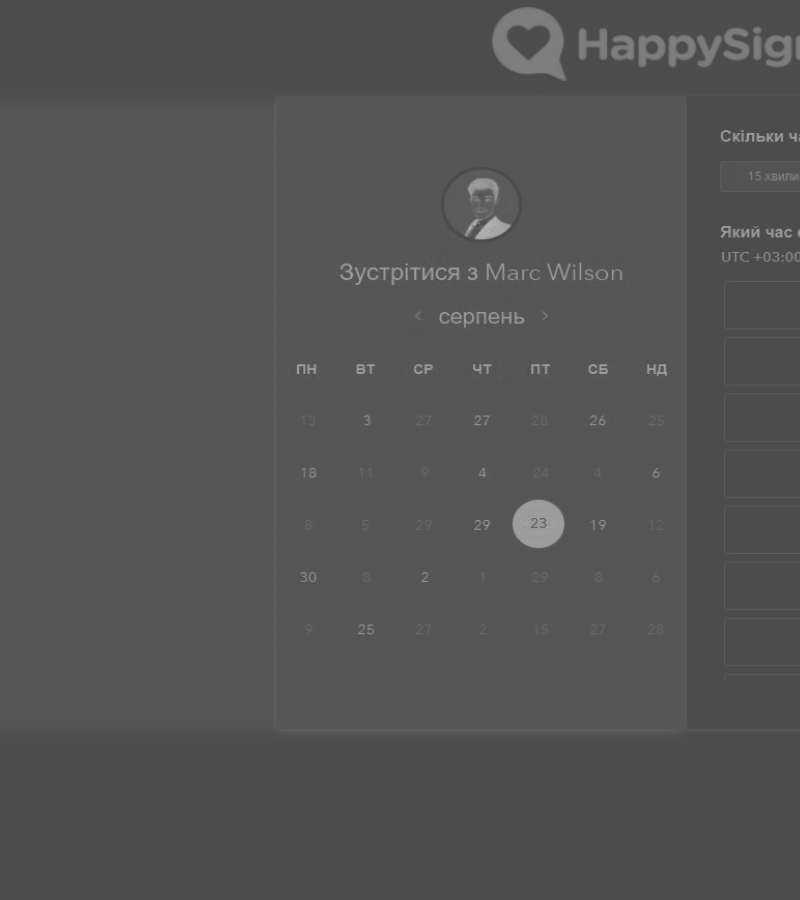 HappySig
Скільки ч
15 хвили
Який час
UTC +03:00
Зустрітися з Marc Wilson
< серпень >
ПН ВТ СР ЧТ ПТ СБ НД
13 3 27 27 28 26 25
18 11 9 4 24 4 6
8 5 29 29 23 19 12
30 8 2 1 29 8 6
9 25 27 2 15 27 28